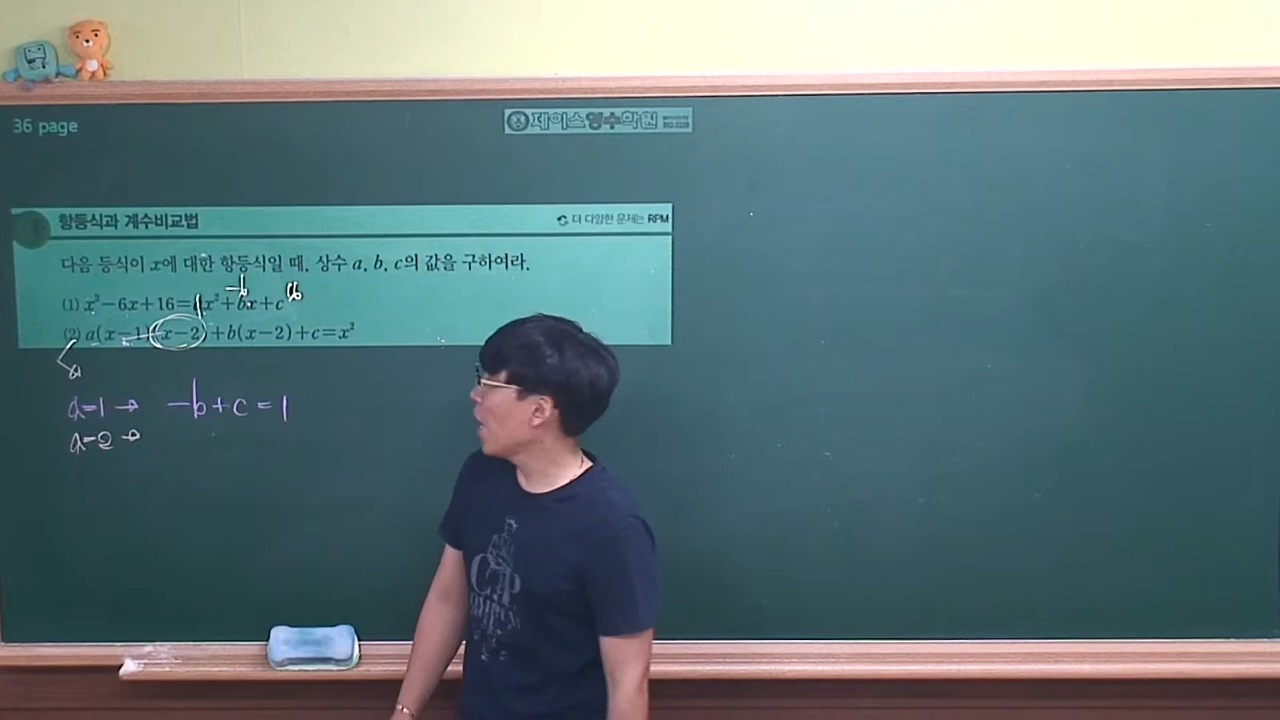 36 page
제이스영수학원
항등식과 계수비교법
더 다양한 문제는 RPM
다음 등식이 x에 대한 항등식일 때, 상수 a, b, c의 값을 구하여라.
-6 16
(1) x²-6x+16= x²+bx+c
(2) a(x-1)(x-2)+b(x-2)+c=x²
x=1 → -b+c=1
x=2 →